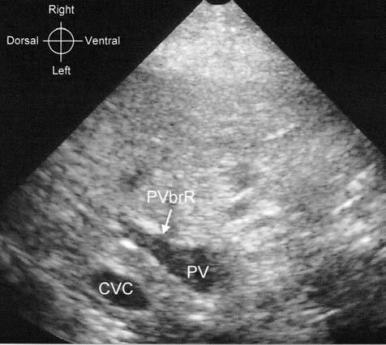 Right
Dorsal
Ventral
Left
PVbrR
PV
CVC